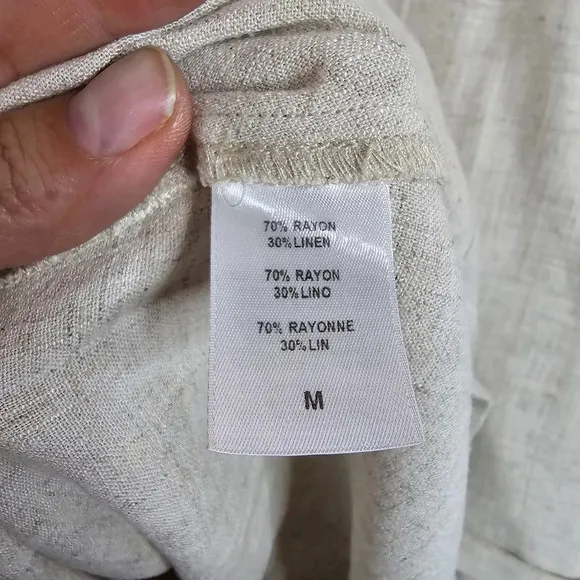 70% RAYON
30%LINEN
70% RAYON
30%LINO
70% RAYONNE
30%LIN
M